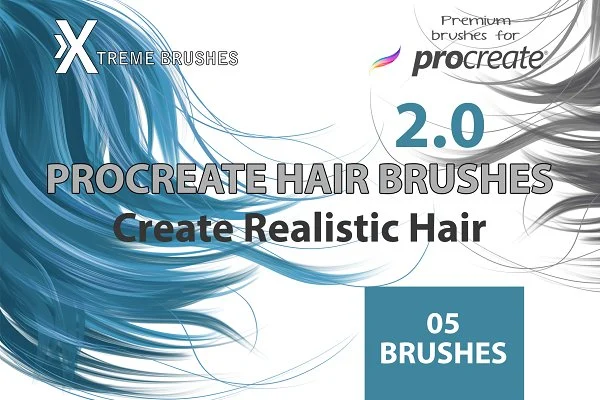 XTREME BRUSHES
Premium
brushes for
procreate®
2.0
PROCREATE HAIR BRUSHES
Create Realistic Hair
05
BRUSHES